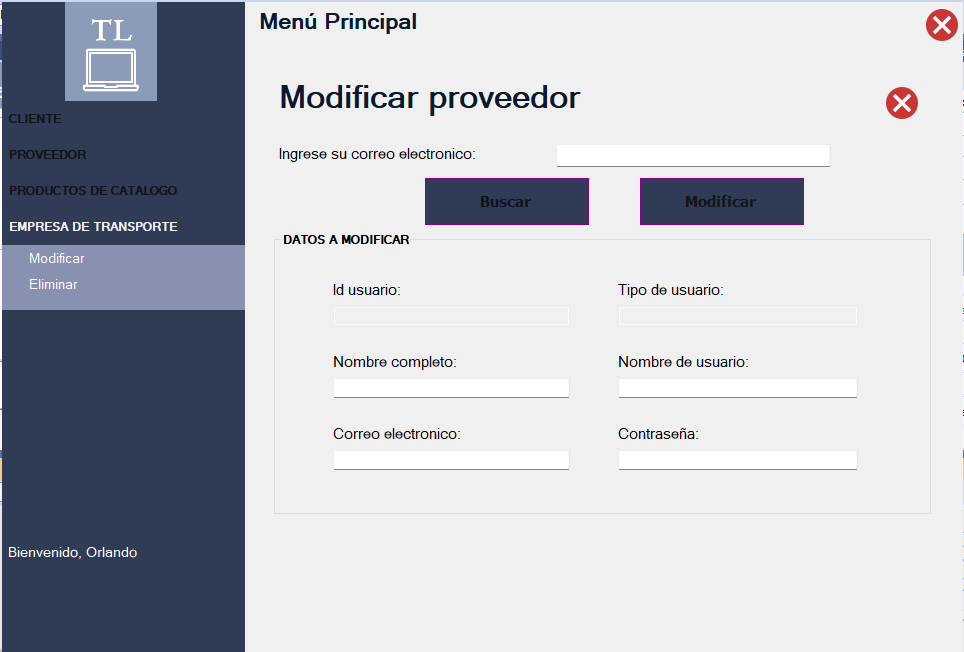 TL
CLIENTE
PROVEEDOR
PRODUCTOS DE CATALOGO
EMPRESA DE TRANSPORTE
Modificar
Eliminar
Bienvenido, Orlando
Menú Principal
Modificar proveedor
Ingrese su correo electronico:
Buscar
Modificar
DATOS A MODIFICAR
Id usuario:
Tipo de usuario:
Nombre completo:
Nombre de usuario:
Correo electronico:
Contraseña: